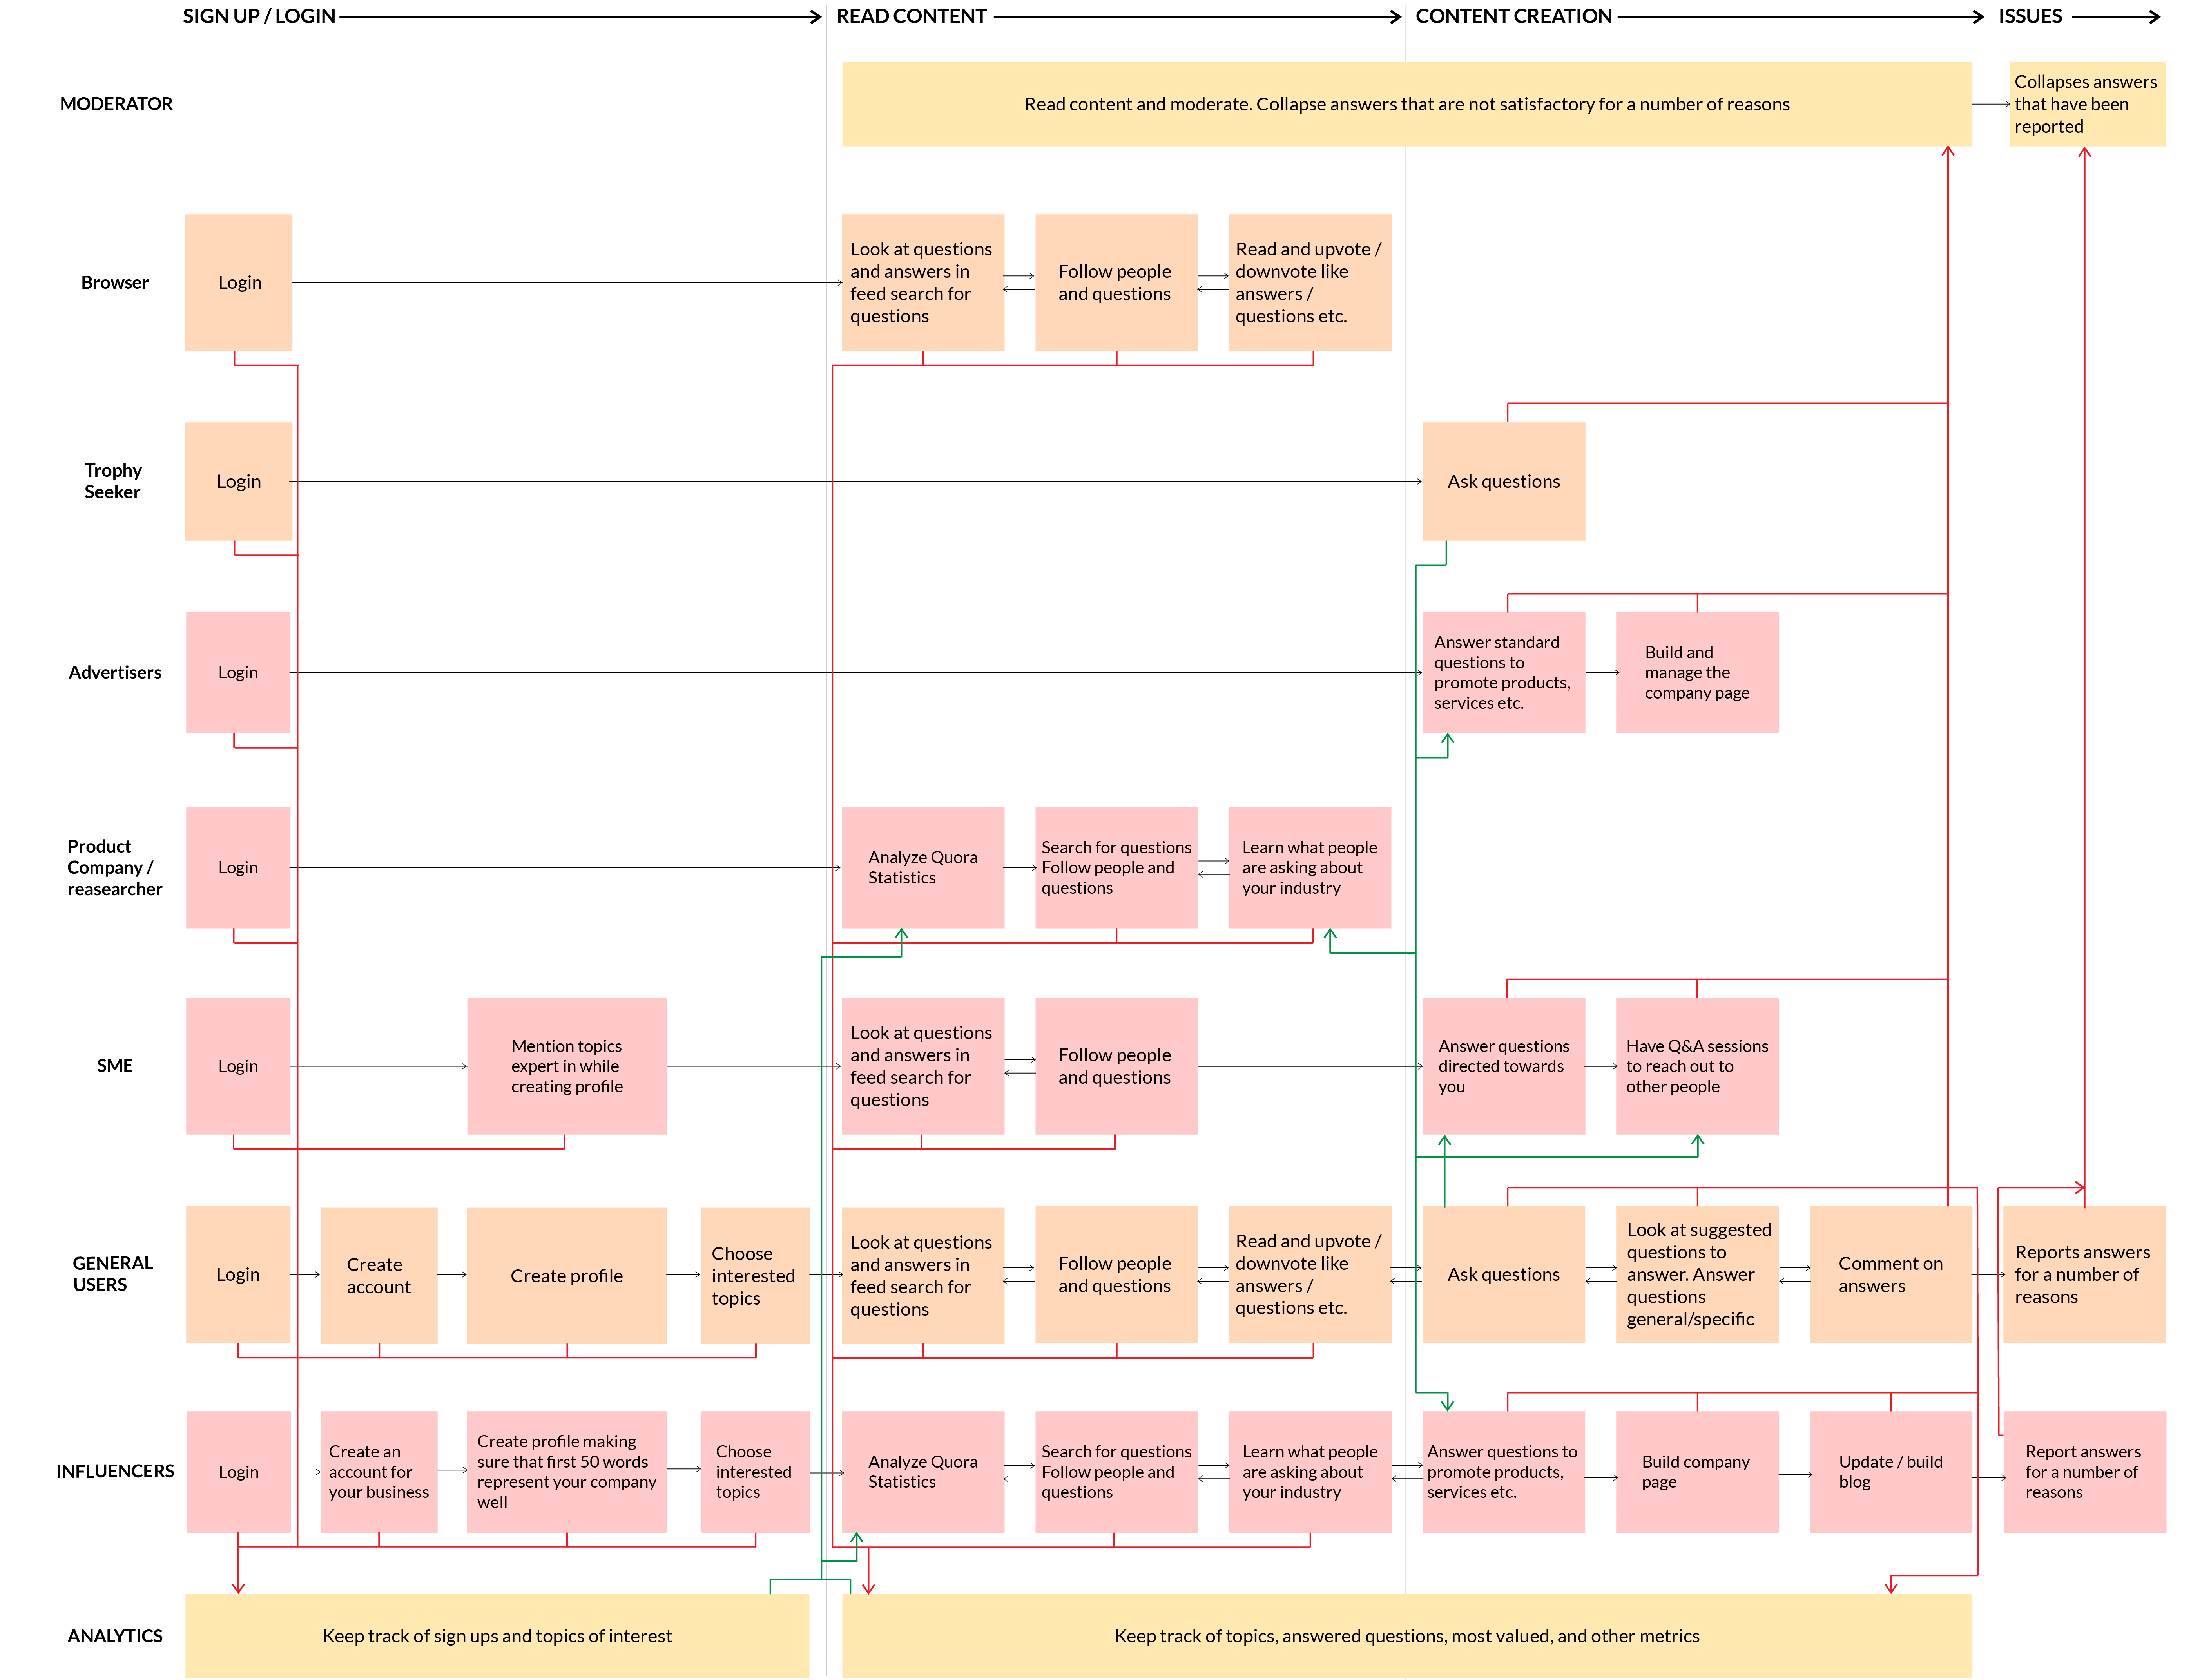 SIGN UP / LOGIN
READ CONTENT
CONTENT CREATION
ISSUES
MODERATOR
Read content and moderate. Collapse answers that are not satisfactory for a number of reasons
Collapses answers
that have been
reported
Browser
Login
Look at questions
and answers in
feed search for
questions
Follow people
and questions
Read and upvote /
downvote like
answers /
questions etc.
Trophy
Seeker
Login
Ask questions
Advertisers
Login
Answer standard
questions to
promote products,
services etc.
Build and
manage the
company page
Product
Company /
reasearcher
Login
Analyze Quora
Statistics
Search for questions
Follow people and
questions
Learn what people
are asking about
your industry
SME
Login
Mention topics
expert in while
creating profile
Look at questions
and answers in
feed search for
questions
Follow people
and questions
Answer questions
directed towards
you
Have Q&A sessions
to reach out to
other people
GENERAL
USERS
Login
Create
account
Create profile
Choose
interested
topics
Look at questions
and answers in
feed search for
questions
Follow people
and questions
Read and upvote /
downvote like
answers /
questions etc.
Ask questions
Look at suggested
questions to
answer. Answer
questions
general/specific
Comment on
answers
Reports answers
for a number of
reasons
INFLUENCERS
Login
Create an
account for
your business
Create profile making
sure that first 50 words
represent your company
well
Choose
interested
topics
Analyze Quora
Statistics
Search for questions
Follow people and
questions
Learn what people
are asking about
your industry
Answer questions to
promote products,
services etc.
Build company
page
Update / build
blog
Report answers
for a number of
reasons
ANALYTICS
Keep track of sign ups and topics of interest
Keep track of topics, answered questions, most valued, and other metrics